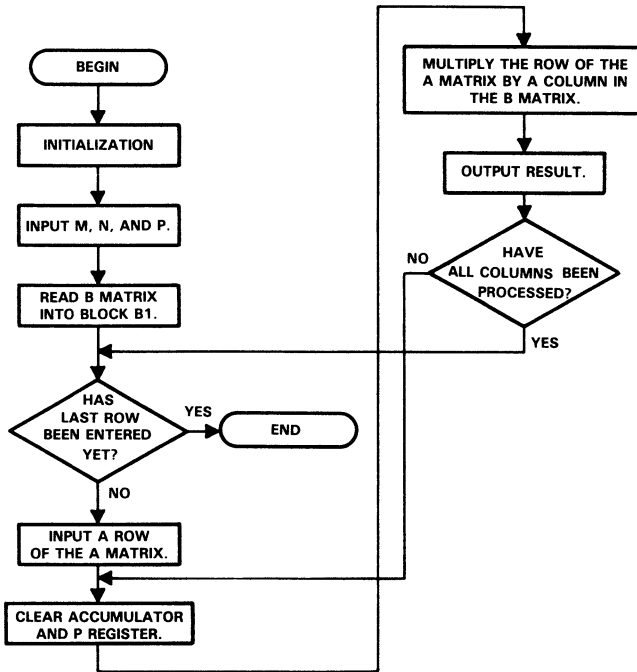 BEGIN
INITIALIZATION
INPUT M, N, AND P.
READ B MATRIX
INTO BLOCK B1.
HAS
LAST ROW
BEEN ENTERED
YET?
YES
END
NO
INPUT A ROW
OF THE A MATRIX.
CLEAR ACCUMULATOR
AND P REGISTER.
MULTIPLY THE ROW OF THE
A MATRIX BY A COLUMN IN
THE B MATRIX.
OUTPUT RESULT.
HAVE
ALL COLUMNS BEEN
PROCESSED?
NO
YES